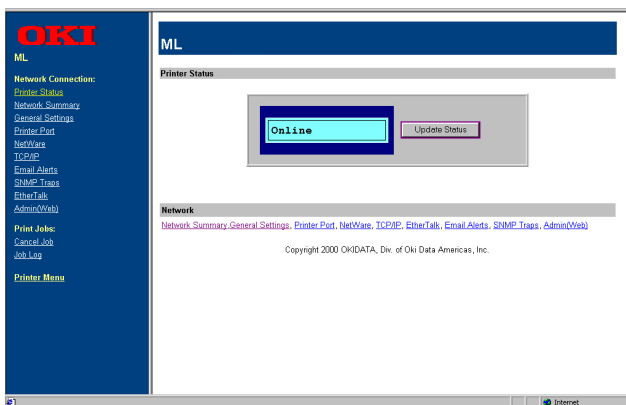 OKI
ML
Network Connection:
Printer Status
Network Summary
General Settings
Printer Port
NetWare
TCP/IP
Email Alerts
SNMP Traps
EtherTalk
Admin(Web)
Print Jobs:
Cancel Job
Job Log
Printer Menu
ML
Printer Status
Online
Update Status
Network
Network Summary,General Settings, Printer Port, NetWare, TCP/IP, EtherTalk, Email Alerts, SNMP Traps, Admin(Web)
Copyright 2000 OKIDATA, Div. of Oki Data Americas, Inc.
Internet